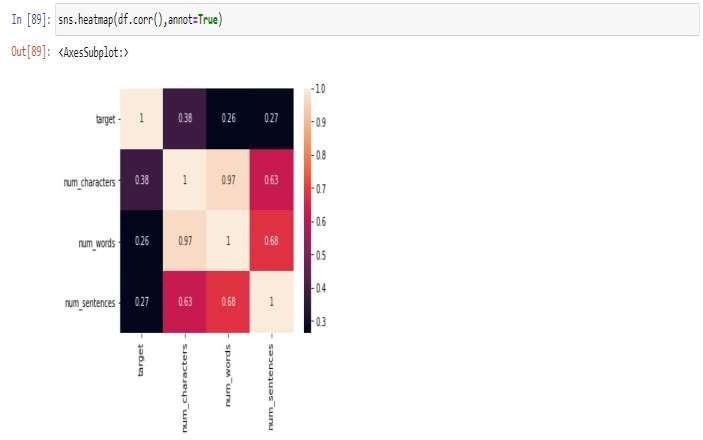 In [89]: sns.heatmap(df.corr(),annot=True)
Out[89]: <AxesSubplot:>
1.0
target 1 0.38 0.26 0.27
0.9
0.8
num_characters 0.38 1 0.97 0.63
0.7
0.6
num_words 0.26 0.97 1 0.68
0.5
0.4
num_sentences 0.27 0.63 0.68 1
0.3
target
num_characters
num_words
num_sentences